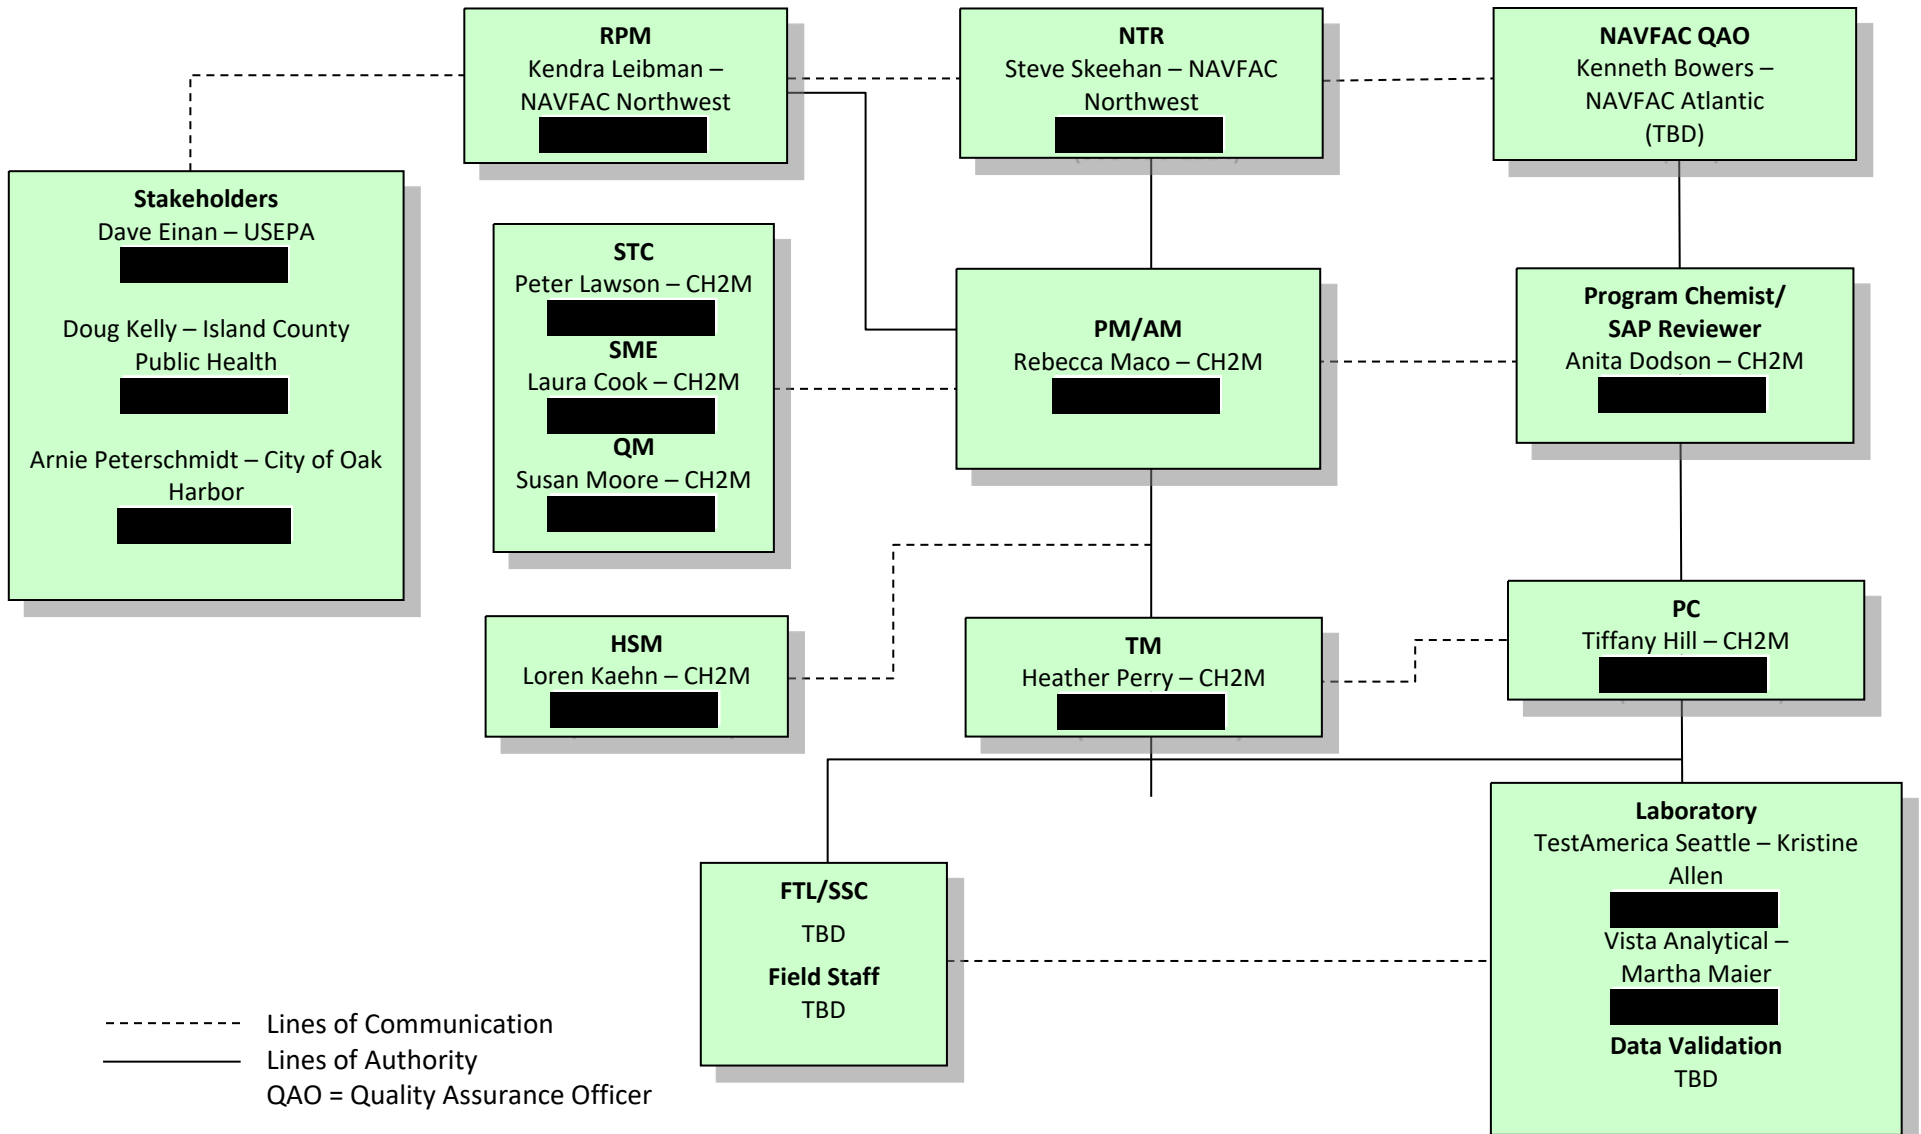 RPM
Kendra Leibman –
NAVFAC Northwest
NTR
Steve Skeehan – NAVFAC
Northwest
NAVFAC QAO
Kenneth Bowers –
NAVFAC Atlantic
(TBD)
Stakeholders
Dave Einan – USEPA
Doug Kelly – Island County
Public Health
Arnie Peterschmidt – City of Oak
Harbor
STC
Peter Lawson – CH2M
SME
Laura Cook – CH2M
QM
Susan Moore – CH2M
PM/AM
Rebecca Maco – CH2M
Program Chemist/
SAP Reviewer
Anita Dodson – CH2M
HSM
Loren Kaehn – CH2M
TM
Heather Perry – CH2M
PC
Tiffany Hill – CH2M
FTL/SSC
TBD
Field Staff
TBD
Laboratory
TestAmerica Seattle – Kristine
Allen
Vista Analytical –
Martha Maier
Data Validation
TBD
Lines of Communication
Lines of Authority
QAO = Quality Assurance Officer